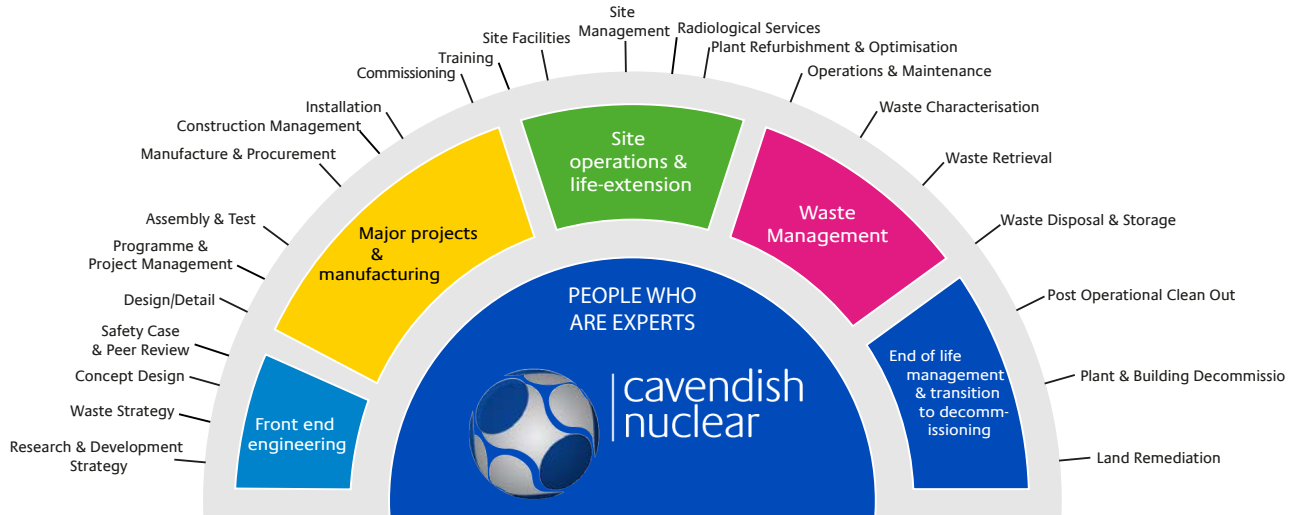 Site
Management
Radiological Services
Site Facilities
Plant Refurbishment & Optimisation
Training
Commissioning
Operations & Maintenance
Installation
Waste Characterisation
Construction Management
Manufacture & Procurement
Waste Retrieval
Assembly & Test
Waste Disposal & Storage
Programme &
Project Management
Design/Detail
Post Operational Clean Out
Safety Case
& Peer Review
Concept Design
Plant & Building Decommissio
Waste Strategy
Research & Development
Strategy
Land Remediation
Front end
engineering
Major projects
&
manufacturing
Site
operations &
life-extension
Waste
Management
End of life
management
& transition
to decomm-
issioning
PEOPLE WHO
ARE EXPERTS
cavendish
nuclear